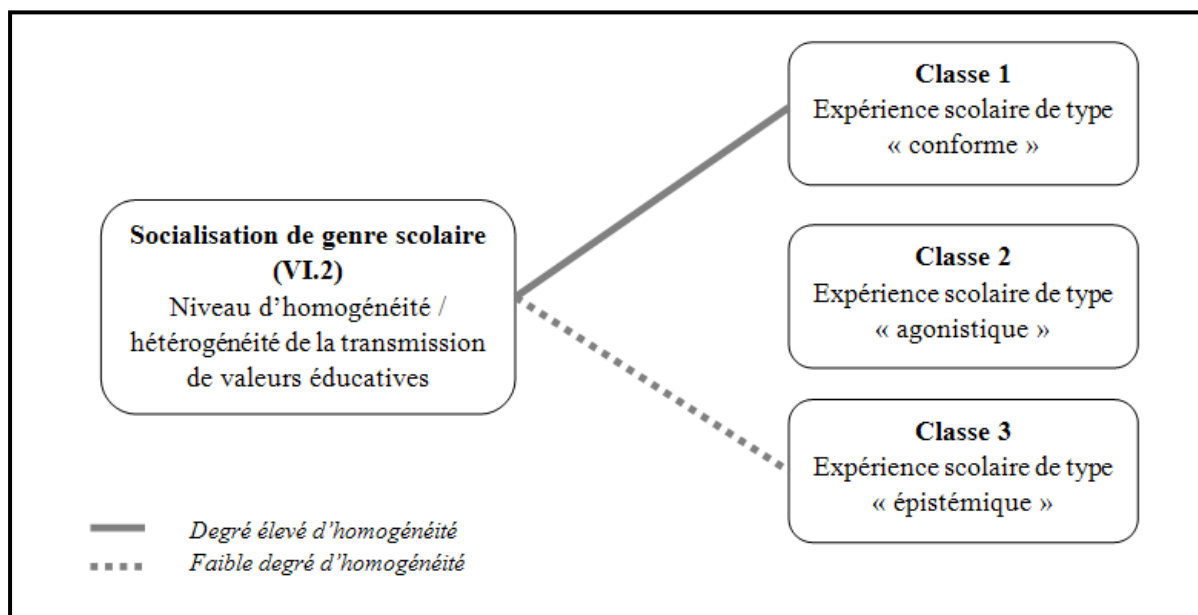 Classe 1
Expérience scolaire de type
« conforme »
Socialisation de genre scolaire
(VI.2)
Niveau d’homogénéité /
hétérogénéité de la transmission
de valeurs éducatives
Classe 2
Expérience scolaire de type
« agonistique »
Classe 3
Expérience scolaire de type
« épistémique »
Degré élevé d’homogénéité
Faible degré d’homogénéité